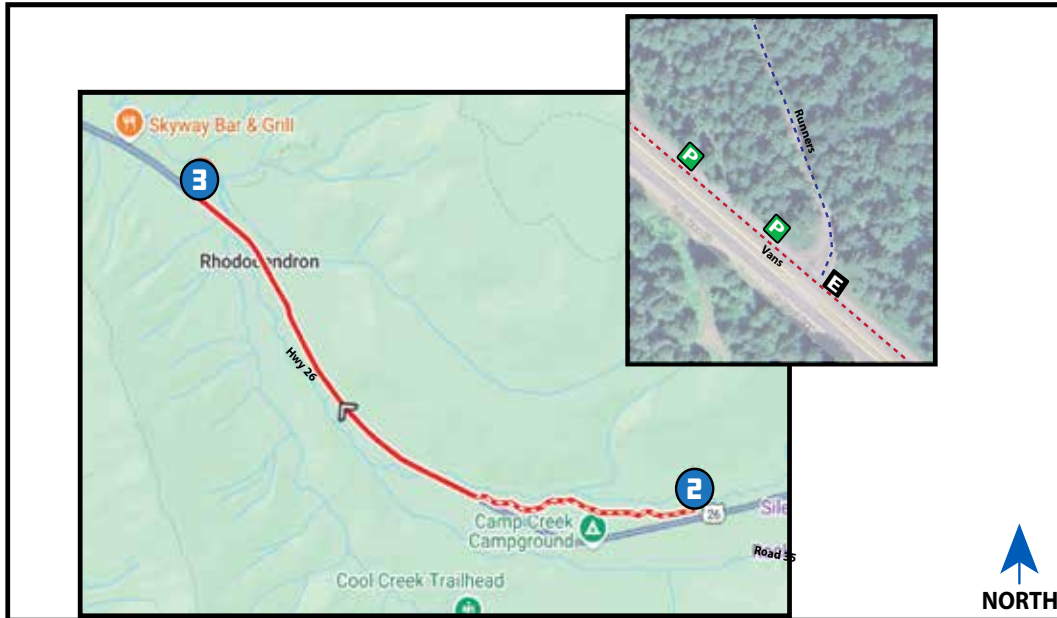 Skyway Bar & Grill
3
Rhododendron
Hwy 26
2
26
Camp Creek
Campground
Road 35
Cool Creek Trailhead
Runners
P
P
Vans
E
NORTH